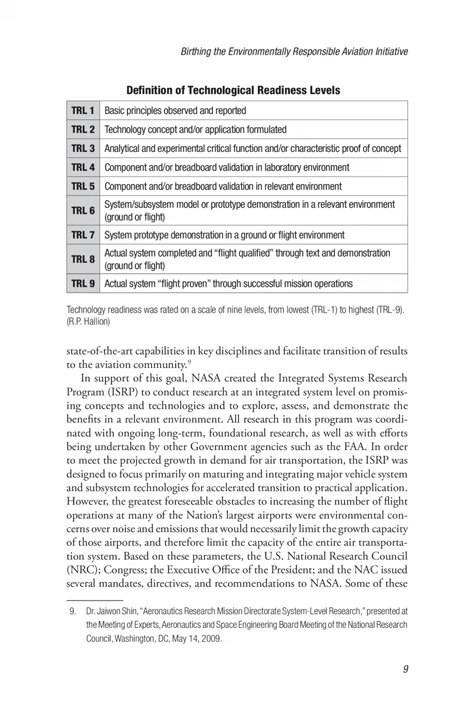 Birthing the Environmentally Responsible Aviation Initiative
Definition of Technological Readiness Levels
TRL 1 Basic principles observed and reported
TRL 2 Technology concept and/or application formulated
TRL 3 Analytical and experimental critical function and/or characteristic proof of concept
TRL 4 Component and/or breadboard validation in laboratory environment
TRL 5 Component and/or breadboard validation in relevant environment
TRL 6 System/subsystem model or prototype demonstration in a relevant environment
(ground or flight)
TRL 7 System prototype demonstration in a ground or flight environment
TRL 8 Actual system completed and “flight qualified” through text and demonstration
(ground or flight)
TRL 9 Actual system “flight proven” through successful mission operations
Technology readiness was rated on a scale of nine levels, from lowest (TRL-1) to highest (TRL-9).
(R.P. Hallion)
state-of-the-art capabilities in key disciplines and facilitate transition of results
to the aviation community.9
In support of this goal, NASA created the Integrated Systems Research
Program (ISRP) to conduct research at an integrated system level on promis-
ing concepts and technologies and to explore, assess, and demonstrate the
benefits in a relevant environment. All research in this program was coordi-
nated with ongoing long-term, foundational research, as well as with efforts
being undertaken by other Government agencies such as the FAA. In order
to meet the projected growth in demand for air transportation, the ISRP was
designed to focus primarily on maturing and integrating major vehicle system
and subsystem technologies for accelerated transition to practical application.
However, the greatest foreseeable obstacles to increasing the number of flight
operations at many of the Nation’s largest airports were environmental con-
cerns over noise and emissions that would necessarily limit the growth capacity
of those airports, and therefore limit the capacity of the entire air transporta-
tion system. Based on these parameters, the U.S. National Research Council
(NRC); Congress; the Executive Office of the President; and the NAC issued
several mandates, directives, and recommendations to NASA. Some of these
9. Dr. Jaiwon Shin, “Aeronautics Research Mission Directorate System-Level Research,” presented at
the Meeting of Experts, Aeronautics and Space Engineering Board Meeting of the National Research
Council, Washington, DC, May 14, 2009.
9